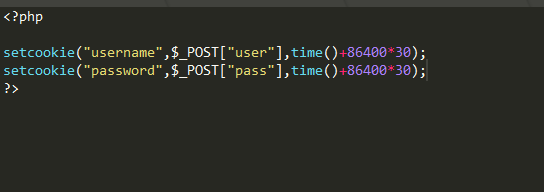 <?php
setcookie("username",$_POST["user"],time()+86400*30);
setcookie("password",$_POST["pass"],time()+86400*30);
?>